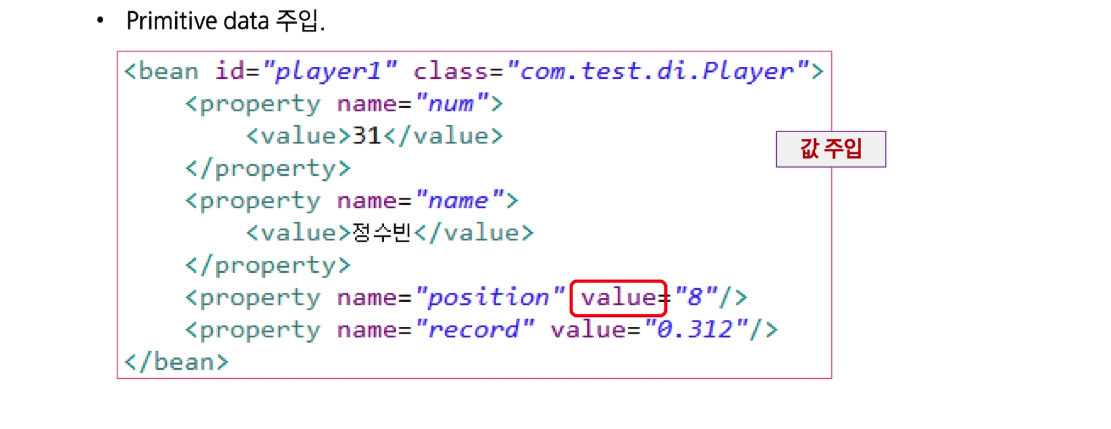 • Primitive data 주입.
<bean id="player1" class="com.test.di.Player">
<property name="num">
<value>31</value>
</property>
<property name="name">
<value>정수빈</value>
</property>
<property name="position" value="8"/>
<property name="record" value="0.312"/>
</bean>
값 주입